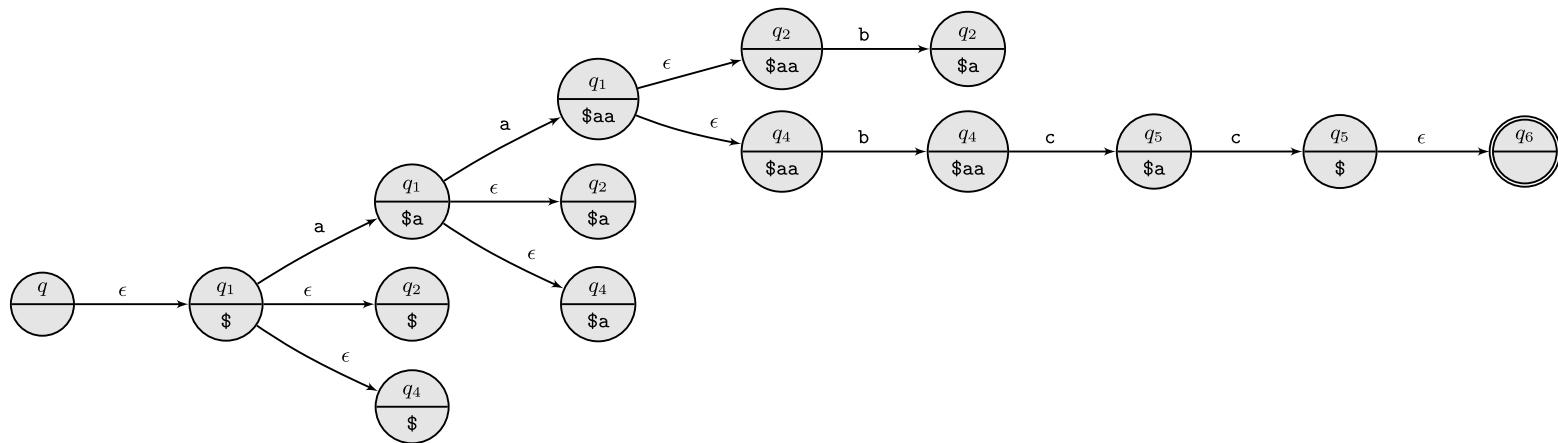 q₂ b q₂
ϵ
$aa $a
q₁
$aa ϵ q₄ b q₄ c q₅ c q₅ ϵ q₆
a
$aa $aa $a $
q₁ ϵ q₂
$a $a
a
ϵ
q ϵ q₁ ϵ q₂ q₄
$ $ $a
ϵ
q₄
$